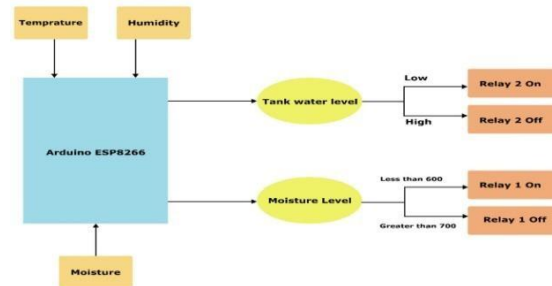 Temprature
Humidity
Arduino ESP8266
Moisture
Tank water level
Low
High
Relay 2 On
Relay 2 Off
Moisture Level
Less than 600
Greater than 700
Relay 1 On
Relay 1 Off